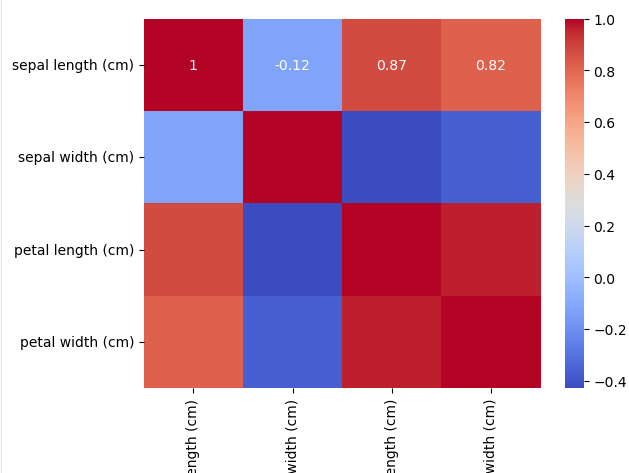 sepal length (cm)
1 -0.12 0.87 0.82
sepal width (cm)
petal length (cm)
petal width (cm)
1.0
0.8
0.6
0.4
0.2
0.0
−0.2
−0.4
(cm)
width (cm)
(cm)
width (cm)